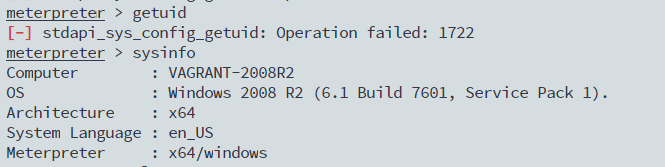 meterpreter > getuid
[-] stdapi_sys_config_getuid: Operation failed: 1722
meterpreter > sysinfo
Computer        : VAGRANT-2008R2
OS              : Windows 2008 R2 (6.1 Build 7601, Service Pack 1).
Architecture    : x64
System Language : en_US
Meterpreter     : x64/windows